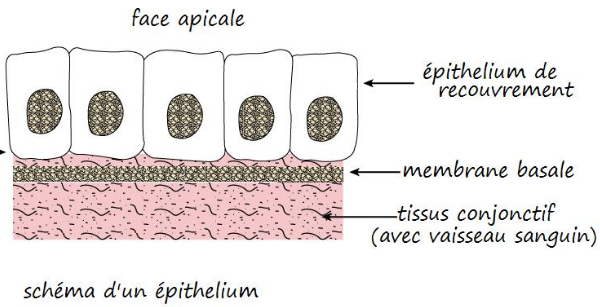 face apicale
épithelium de
recouvrement
membrane basale
tissus conjonctif
(avec vaisseau sanguin)
schéma d'un épithelium